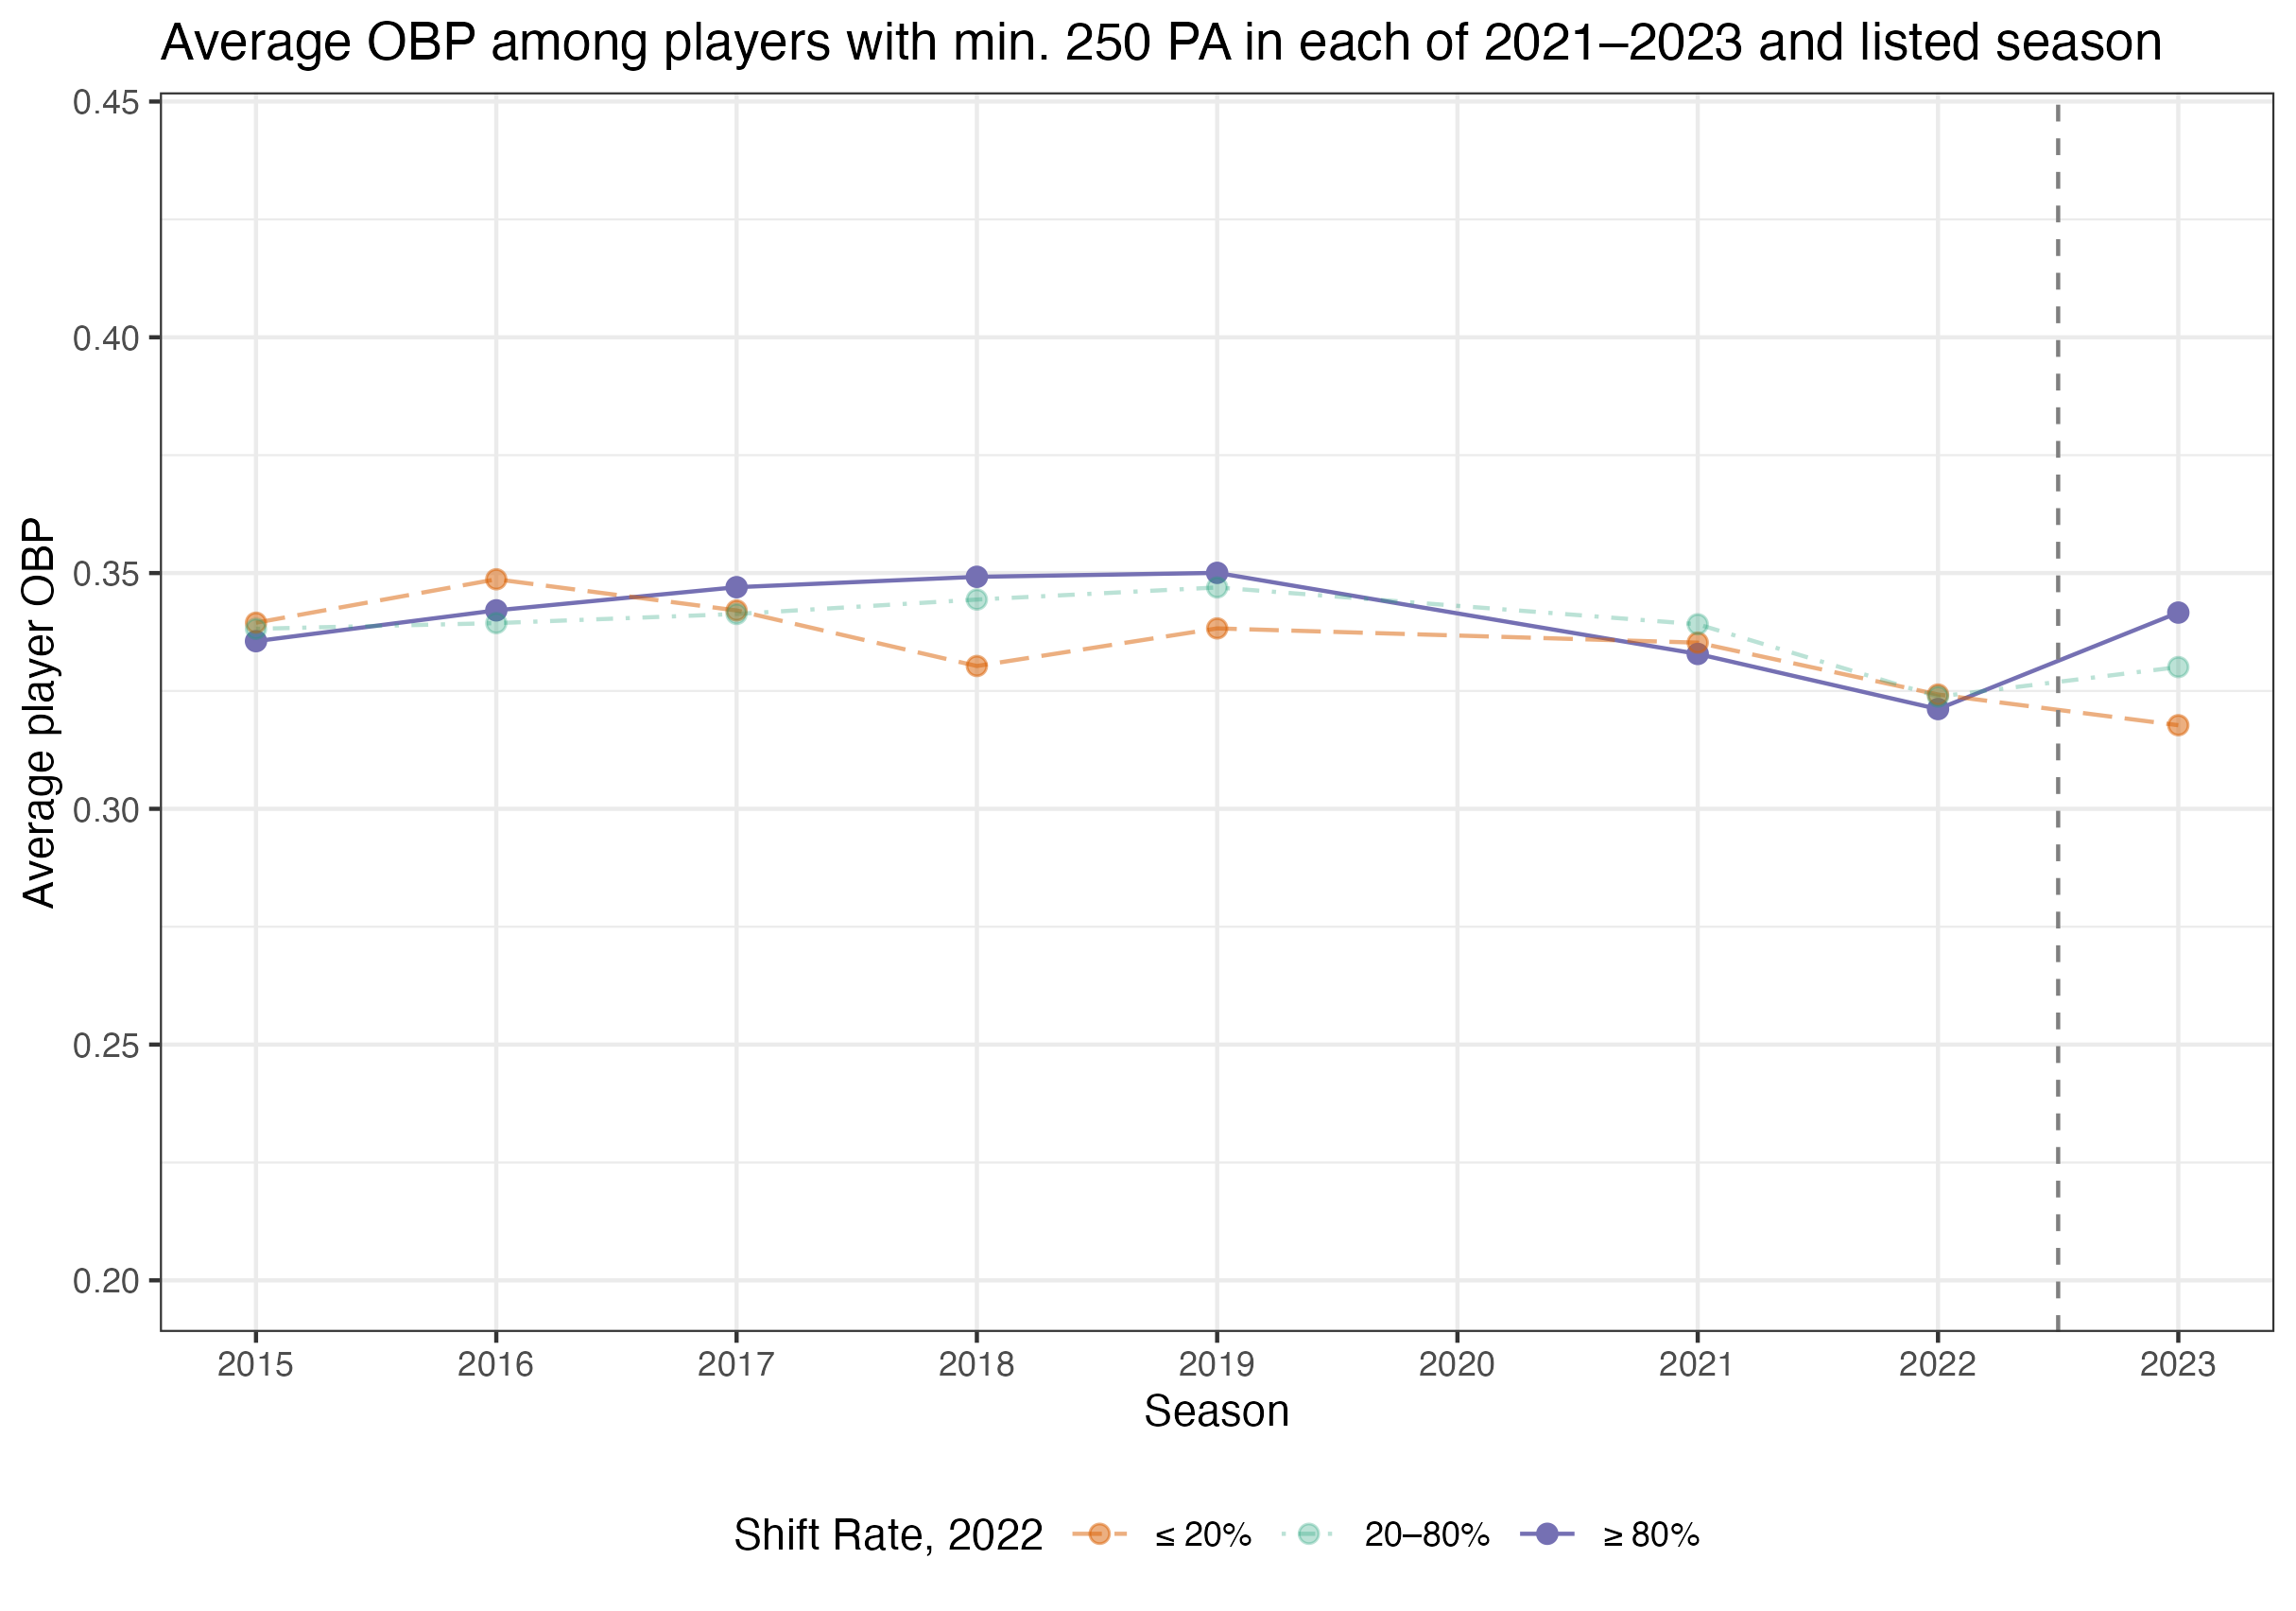 Average OBP among players with min. 250 PA in each of 2021–2023 and listed season
Average player OBP
0.45
0.40
0.35
0.30
0.25
0.20
2015 2016 2017 2018 2019 2020 2021 2022 2023
Season
Shift Rate, 2022 ≤ 20% 20–80% ≥ 80%